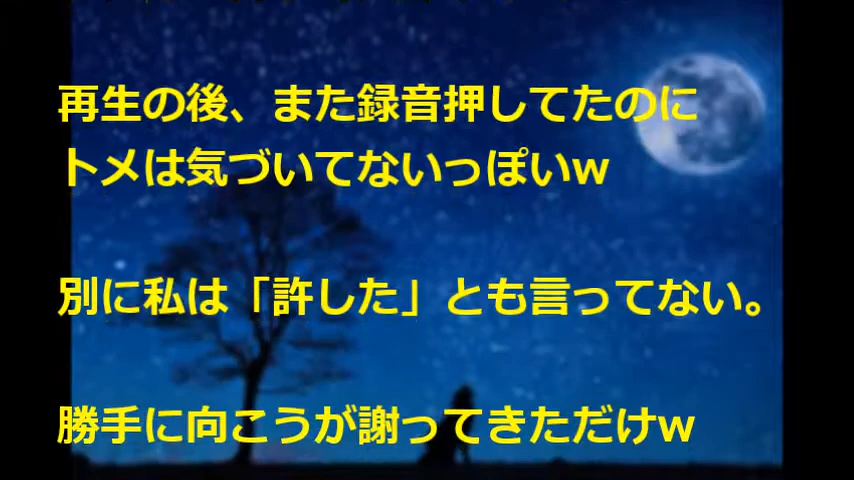 再生の後、また録音押してたのに
トメは気づいてないっぽいw
別に私は「許した」とも言ってない。
勝手に向こうが謝ってきただけw